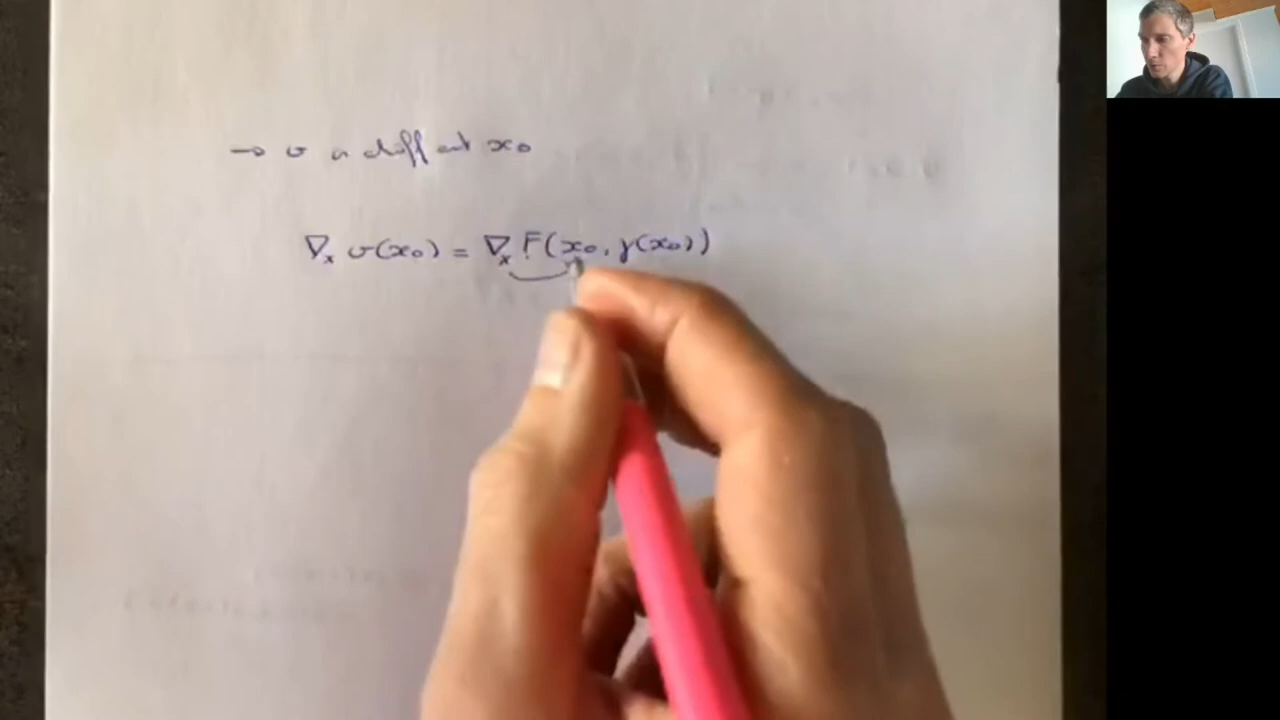 → v is diff at x₀
∇ₓ v(x₀) = ∇ₓ F(x₀, y(x₀))